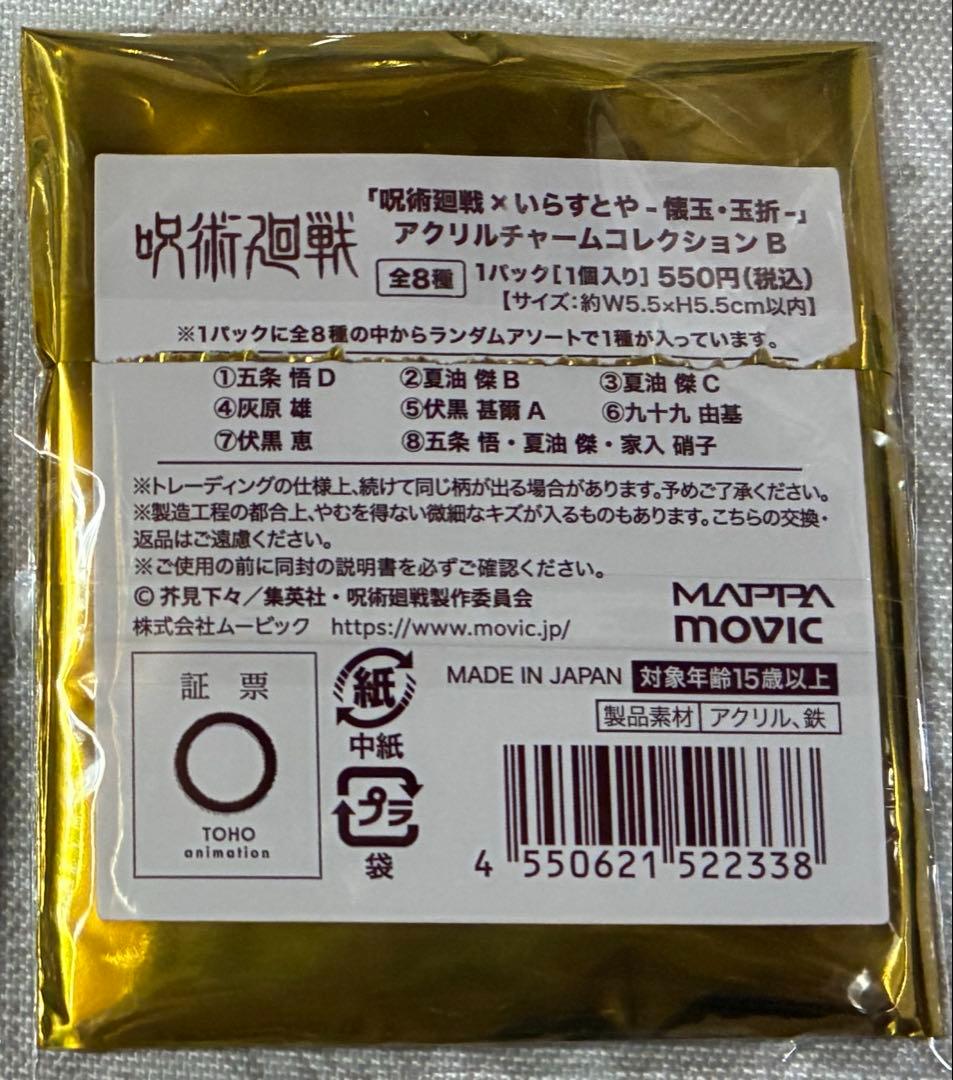 呪術廻戦
「呪術廻戦×いらすとや-懐玉・玉折-」
アクリルチャームコレクション B
全8種 1パック[1個入り] 550円(税込)
【サイズ:約W5.5×H5.5cm以内】
※1パックに全8種の中からランダムアソートで1種が入っています。
①五条 悟 D ②夏油 傑 B ③夏油 傑 C
④灰原 雄 ⑤伏黒 甚爾 A ⑥九十九 由基
⑦伏黒 恵 ⑧五条 悟・夏油 傑・家入 硝子
※トレーディングの仕様上、続けて同じ柄が出る場合があります。予めご了承ください。
※製造工程の都合上、やむを得ない微細なキズが入るものもあります。こちらの交換・
返品はご遠慮ください。
※ご使用の前に同封の説明書を必ずご確認ください。
© 芥見下々/集英社・呪術廻戦製作委員会
株式会社ムービック https://www.movic.jp/
MAPPA
movic
証 票
TOHO
animation
紙
中紙
プラ
袋
MADE IN JAPAN 対象年齢15歳以上
製品素材 アクリル、鉄
4 550621 522338